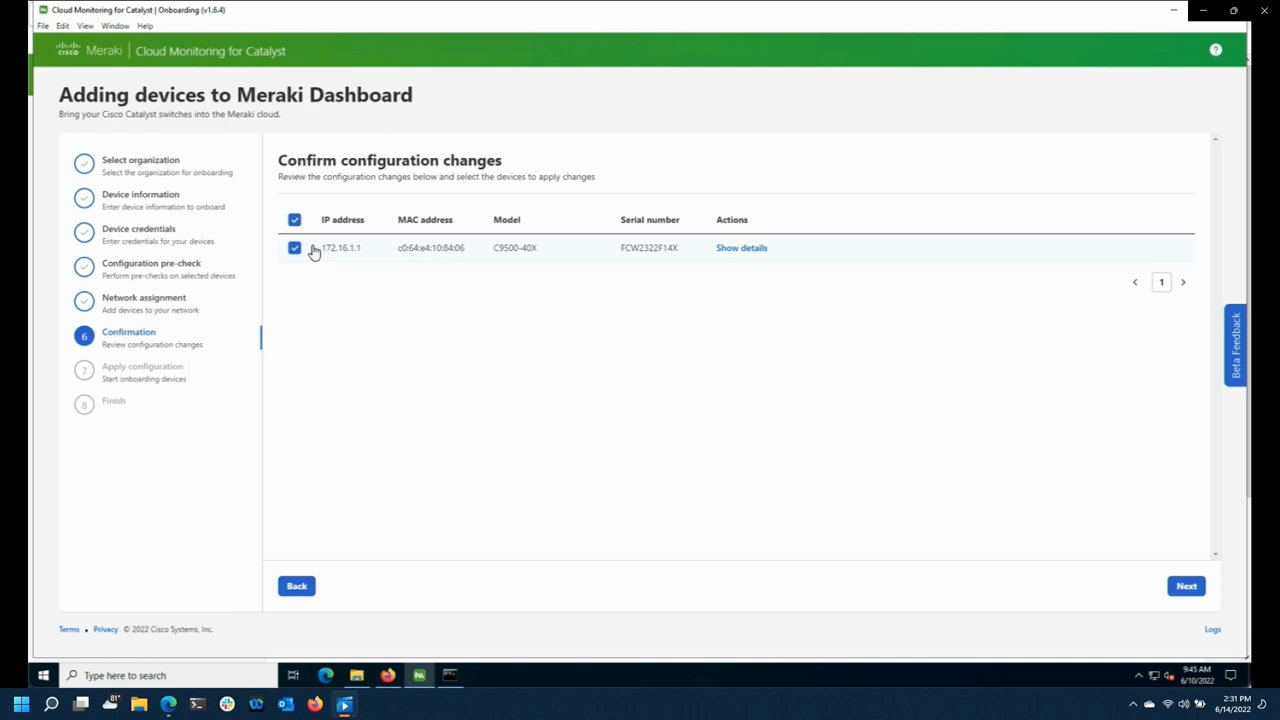 Cloud Monitoring for Catalyst | Onboarding (v1.6.4)
File Edit View Window Help
CISCO Meraki | Cloud Monitoring for Catalyst
?
Adding devices to Meraki Dashboard
Bring your Cisco Catalyst switches into the Meraki cloud.
Select organization
Select the organization for onboarding
Device information
Enter device information to onboard
Device credentials
Enter credentials for your devices
Configuration pre-check
Perform pre-checks on selected devices
Network assignment
Add devices to your network
6 Confirmation
Review configuration changes
7 Apply configuration
Start onboarding devices
8 Finish
Confirm configuration changes
Review the configuration changes below and select the devices to apply changes
IP address MAC address Model Serial number Actions
172.16.1.1 c0:64:e4:10:84:06 C9500-40X FCW2322F14X Show details
1
Beta Feedback
Back Next
Terms • Privacy © 2022 Cisco Systems, Inc. Logs
Type here to search
9:45 AM
6/10/2022
81°
2:31 PM
6/14/2022